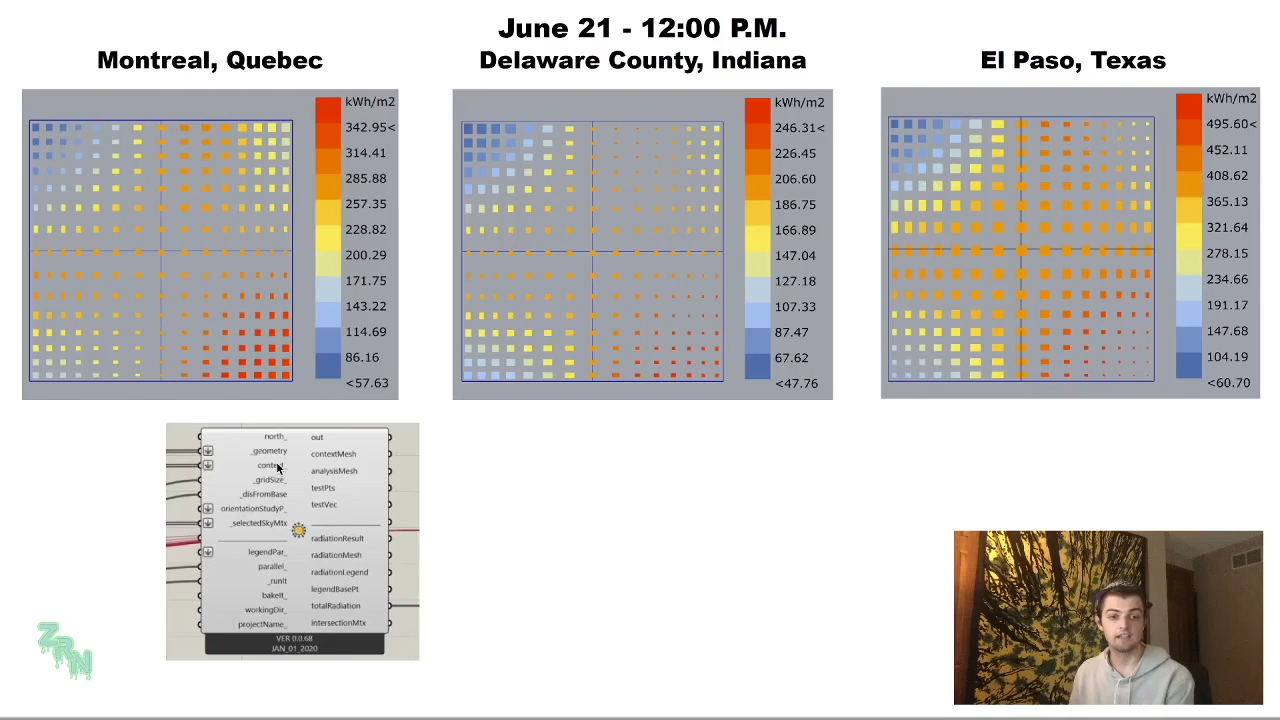 June 21 - 12:00 P.M.
Montreal, Quebec
Delaware County, Indiana
El Paso, Texas
kWh/m2
342.95<
314.41
285.88
257.35
228.82
200.29
171.75
143.22
114.69
86.16
<57.63
kWh/m2
246.31<
226.45
206.60
186.75
166.89
147.04
127.18
107.33
87.47
67.62
<47.76
kWh/m2
495.60<
452.11
408.62
365.13
321.64
278.15
234.66
191.17
147.68
104.19
<60.70
north_
_geometry
context_
_gridSize_
_disFromBase
orientationStudyP_
_selectedSkyMtx
legendPar_
parallel_
_runIt
bakeIt_
workingDir_
projectName_
out
contextMesh
analysisMesh
testPts
testVec
radiationResult
radiationMesh
radiationLegend
legendBasePt
totalRadiation
intersectionMtx
VER 0.0.68
JAN_01_2020
ZRN